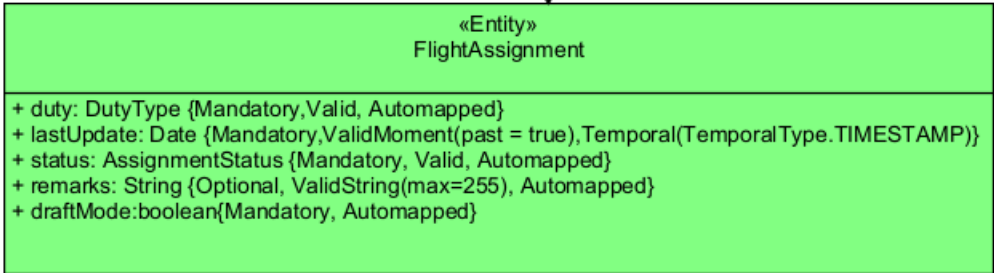 «Entity»
FlightAssignment
+ duty: DutyType {Mandatory,Valid, Automapped}
+ lastUpdate: Date {Mandatory,ValidMoment(past = true),Temporal(TemporalType.TIMESTAMP)}
+ status: AssignmentStatus {Mandatory, Valid, Automapped}
+ remarks: String {Optional, ValidString(max=255), Automapped}
+ draftMode:boolean{Mandatory, Automapped}